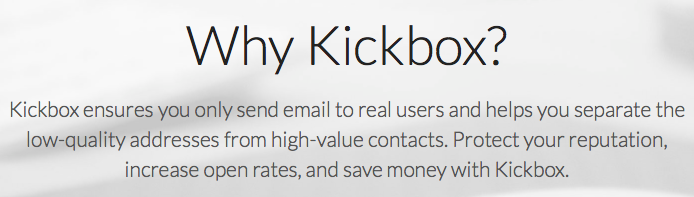 Why Kickbox?
Kickbox ensures you only send email to real users and helps you separate the
low-quality addresses from high-value contacts. Protect your reputation,
increase open rates, and save money with Kickbox.